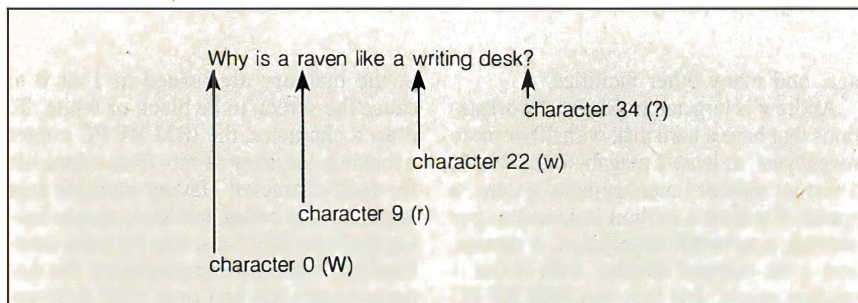 Why is a raven like a writing desk?
character 34 (?)
character 22 (w)
character 9 (r)
character 0 (W)